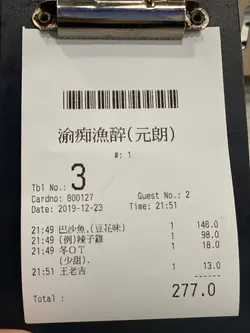 渝痴漁醉(元朗)
#: 1
Tbl No.: 3
Cardno: 800127
Guest No.: 2
Date: 2019-12-23
Time: 21:51
21:49 巴沙魚,(豆花味) 1 146.0
21:49 (例)辣子雞 1 98.0
21:49 冬OT 1 18.0
(少甜).
21:51 王老吉 1 13.0
Total: 277.0